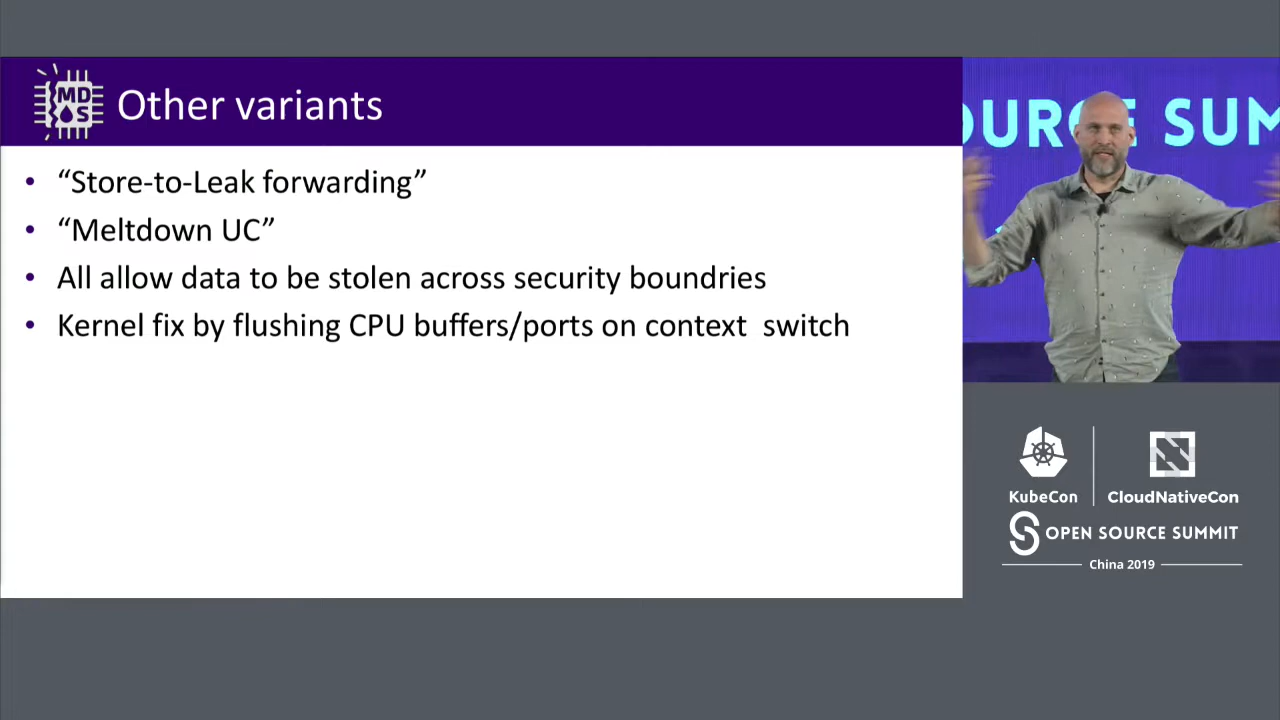 MD
S
Other variants
• “Store-to-Leak forwarding”
• “Meltdown UC”
• All allow data to be stolen across security boundries
• Kernel fix by flushing CPU buffers/ports on context  switch
OURCE SUM
KubeCon
CloudNativeCon
OPEN SOURCE SUMMIT
China 2019